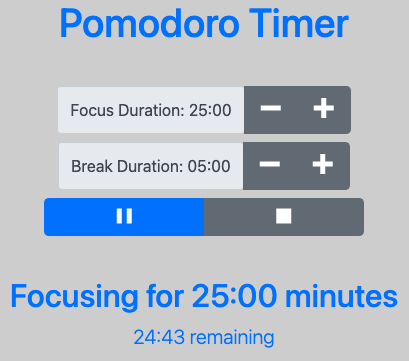 Pomodoro Timer
Focus Duration: 25:00
Break Duration: 05:00
Focusing for 25:00 minutes
24:43 remaining